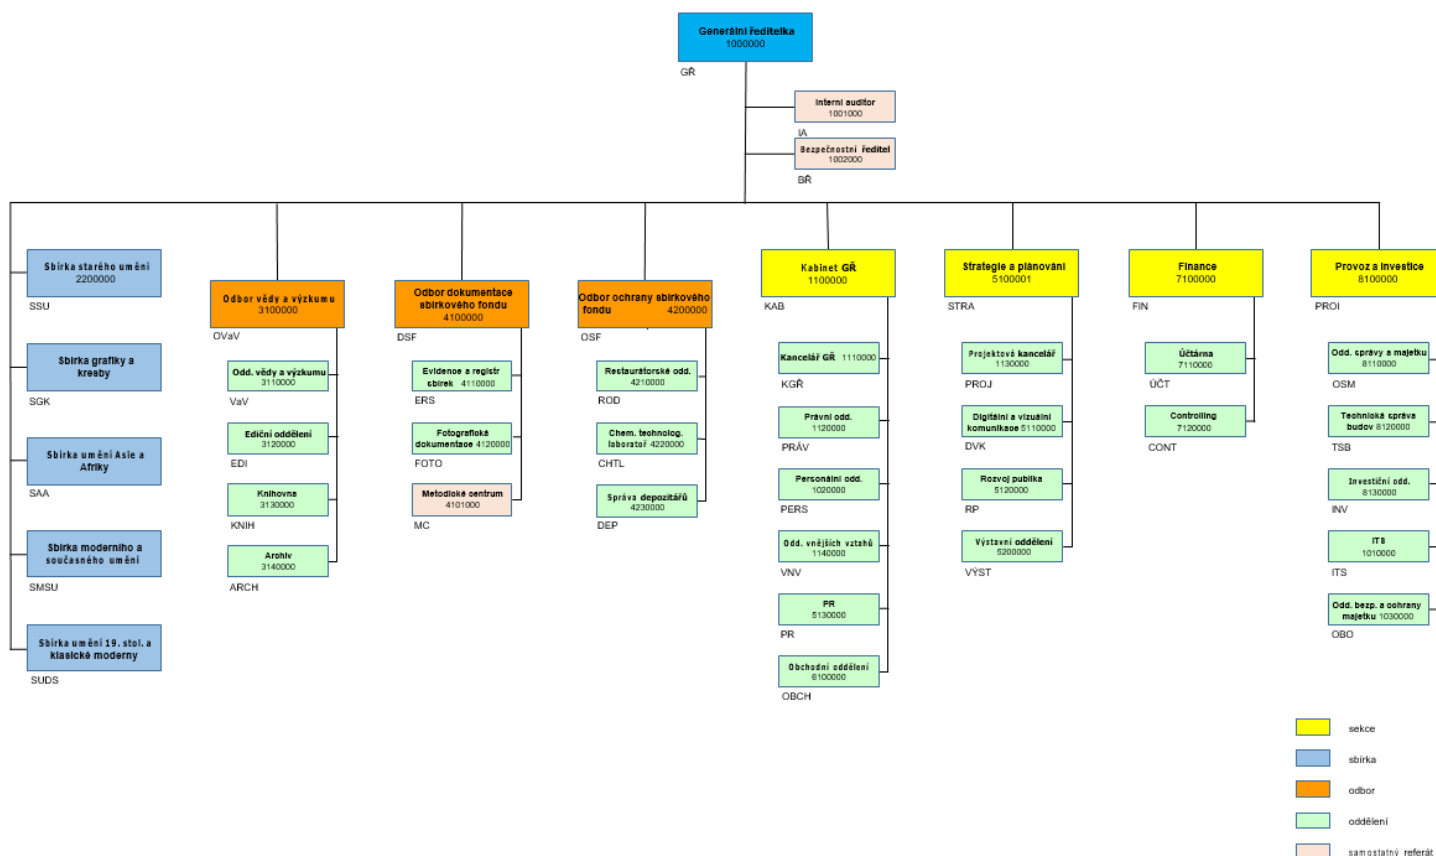 Generální ředitelka
1000000
GŘ
Interní auditor
1001000
IA
Bezpečnostní ředitel
1002000
BŘ
Sbírka starého umění
2200000
SSU
Sbírka grafiky a
kresby
SGK
Sbírka umění Asie a
Afriky
SAA
Sbírka moderního a
současného umění
SMSU
Sbírka umění 19. stol. a
klasické moderny
SUDS
Odbor vědy a výzkumu
3100000
OVaV
Odd. vědy a výzkumu
3110000
VaV
Ediční oddělení
3120000
EDI
Knihovna
3130000
KNIH
Archiv
3140000
ARCH
Odbor dokumentace
sbírkového fondu
4100000
DSF
Evidence a registr
sbírek 4110000
ERS
Fotografická
dokumentace 4120000
FOTO
Metodické centrum
4101000
MC
Odbor ochrany sbírkového
fondu 4200000
OSF
Restaurátorské odd.
4210000
ROD
Chem. technolog.
laboratoř 4220000
CHTL
Správa depozitářů
4230000
DEP
Kabinet GŘ
1100000
KAB
Kancelář GŘ 1110000
KGŘ
Právní odd.
1120000
PRÁV
Personální odd.
1020000
PERS
Odd. vnějších vztahů
1140000
VNV
PR
5130000
PR
Obchodní oddělení
6100000
OBCH
Strategie a plánování
5100001
STRA
Projektová kancelář
1130000
PROJ
Digitální a vizuální
komunikace 5110000
DVK
Rozvoj publika
5120000
RP
Výstavní oddělení
5200000
VÝST
Finance
7100000
FIN
Účtárna
7110000
ÚČT
Controlling
7120000
CONT
Provoz a investice
8100000
PROI
Odd. správy a majetku
8110000
OSM
Technická správa
budov 8120000
TSB
Investiční odd.
8130000
INV
ITS
1010000
ITS
Odd. bezp. a ochrany
majetku 1030000
OBO
sekce
sbírka
odbor
oddělení
samostatný referát